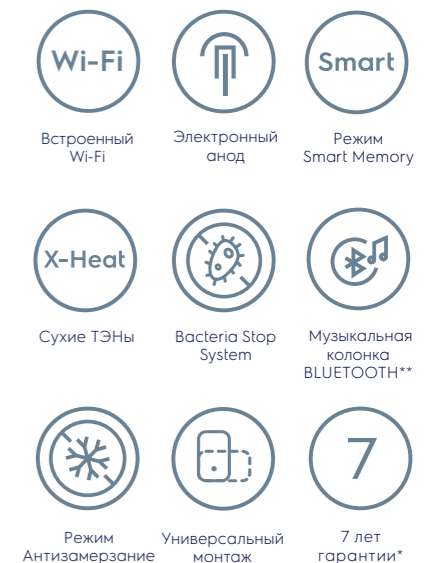 Wi-Fi
Встроенный
Wi-Fi
Электронный
анод
Smart
Режим
Smart Memory
X-Heat
Сухие ТЭНы
Bacteria Stop
System
Музыкальная
колонка
BLUETOOTH**
Режим
Антизамерзание
Универсальный
монтаж
7
7 лет
гарантии*